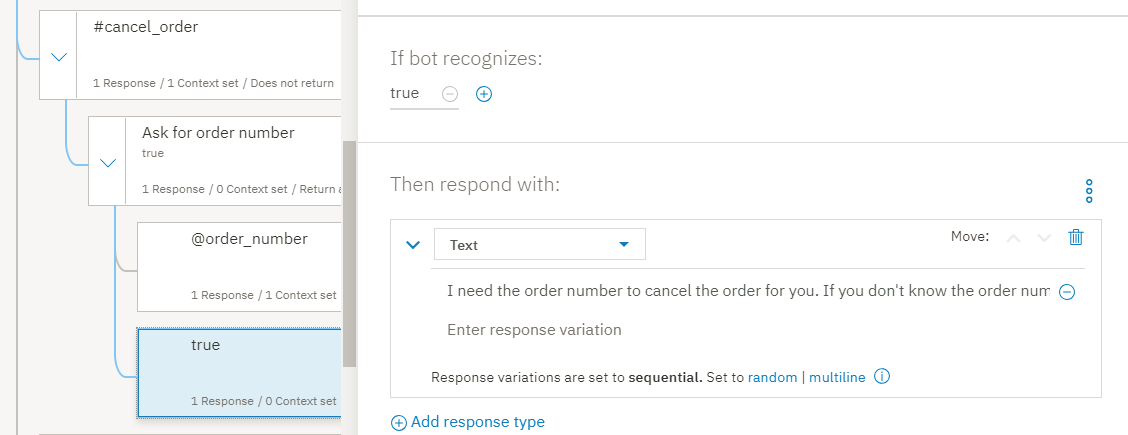 #cancel_order
1 Response / 1 Context set / Does not return
Ask for order number
true
1 Response / 0 Context set / Return
@order_number
1 Response / 1 Context set
true
1 Response / 0 Context set
If bot recognizes:
true
Then respond with:
Text
Move:
I need the order number to cancel the order for you. If you don't know the order num
Enter response variation
Response variations are set to sequential. Set to random | multiline
Add response type